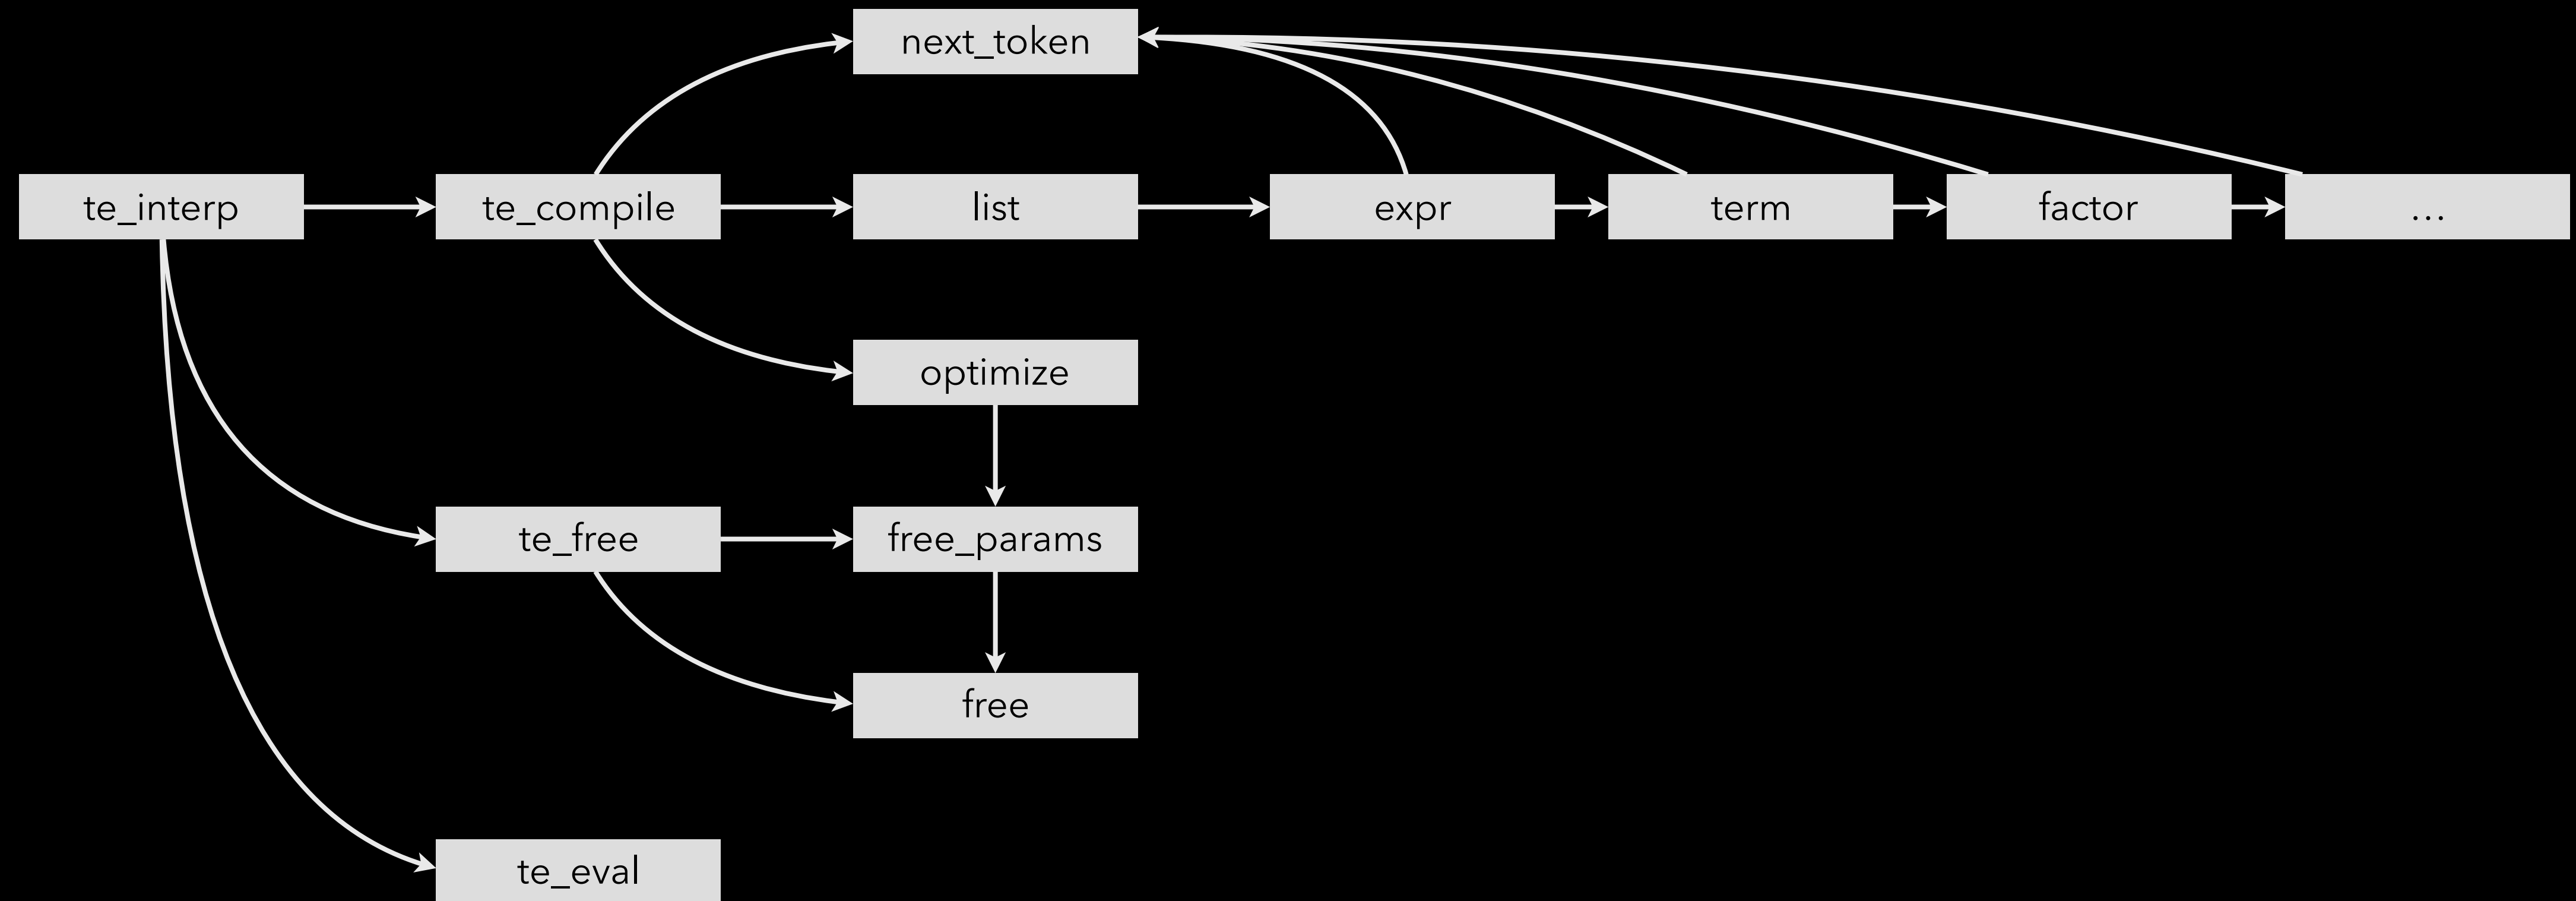 next_token
te_interp
te_compile
list
expr
term
factor
...
optimize
te_free
free_params
free
te_eval